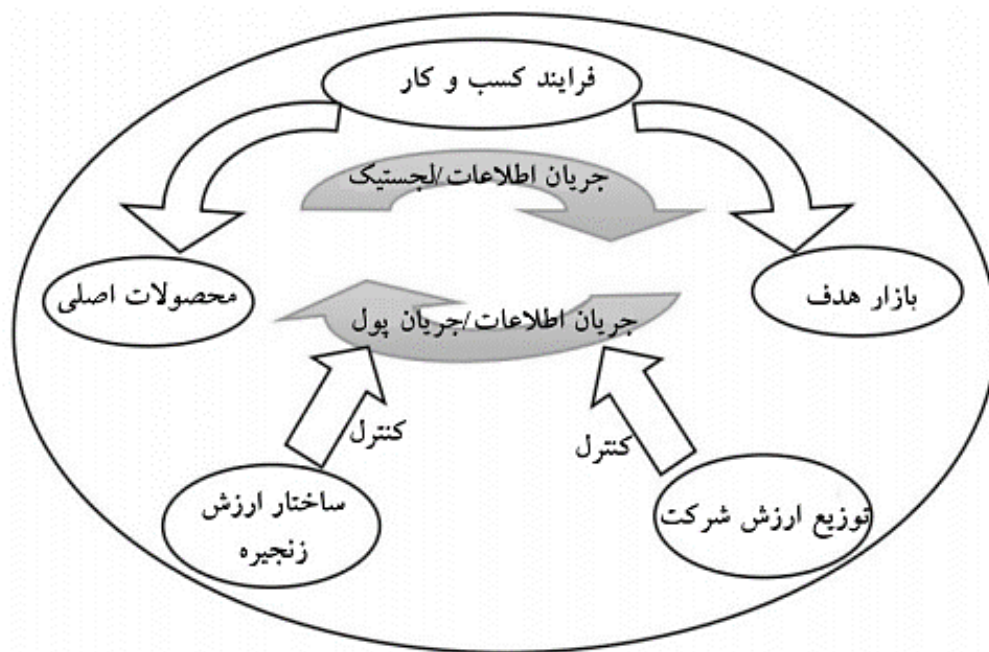 فرایند کسب و کار
جریان اطلاعات/لجستیک
محصولات اصلی
بازار هدف
جریان اطلاعات/جریان پول
کنترل
کنترل
ساختار ارزش
زنجیره
توزیع ارزش شرکت